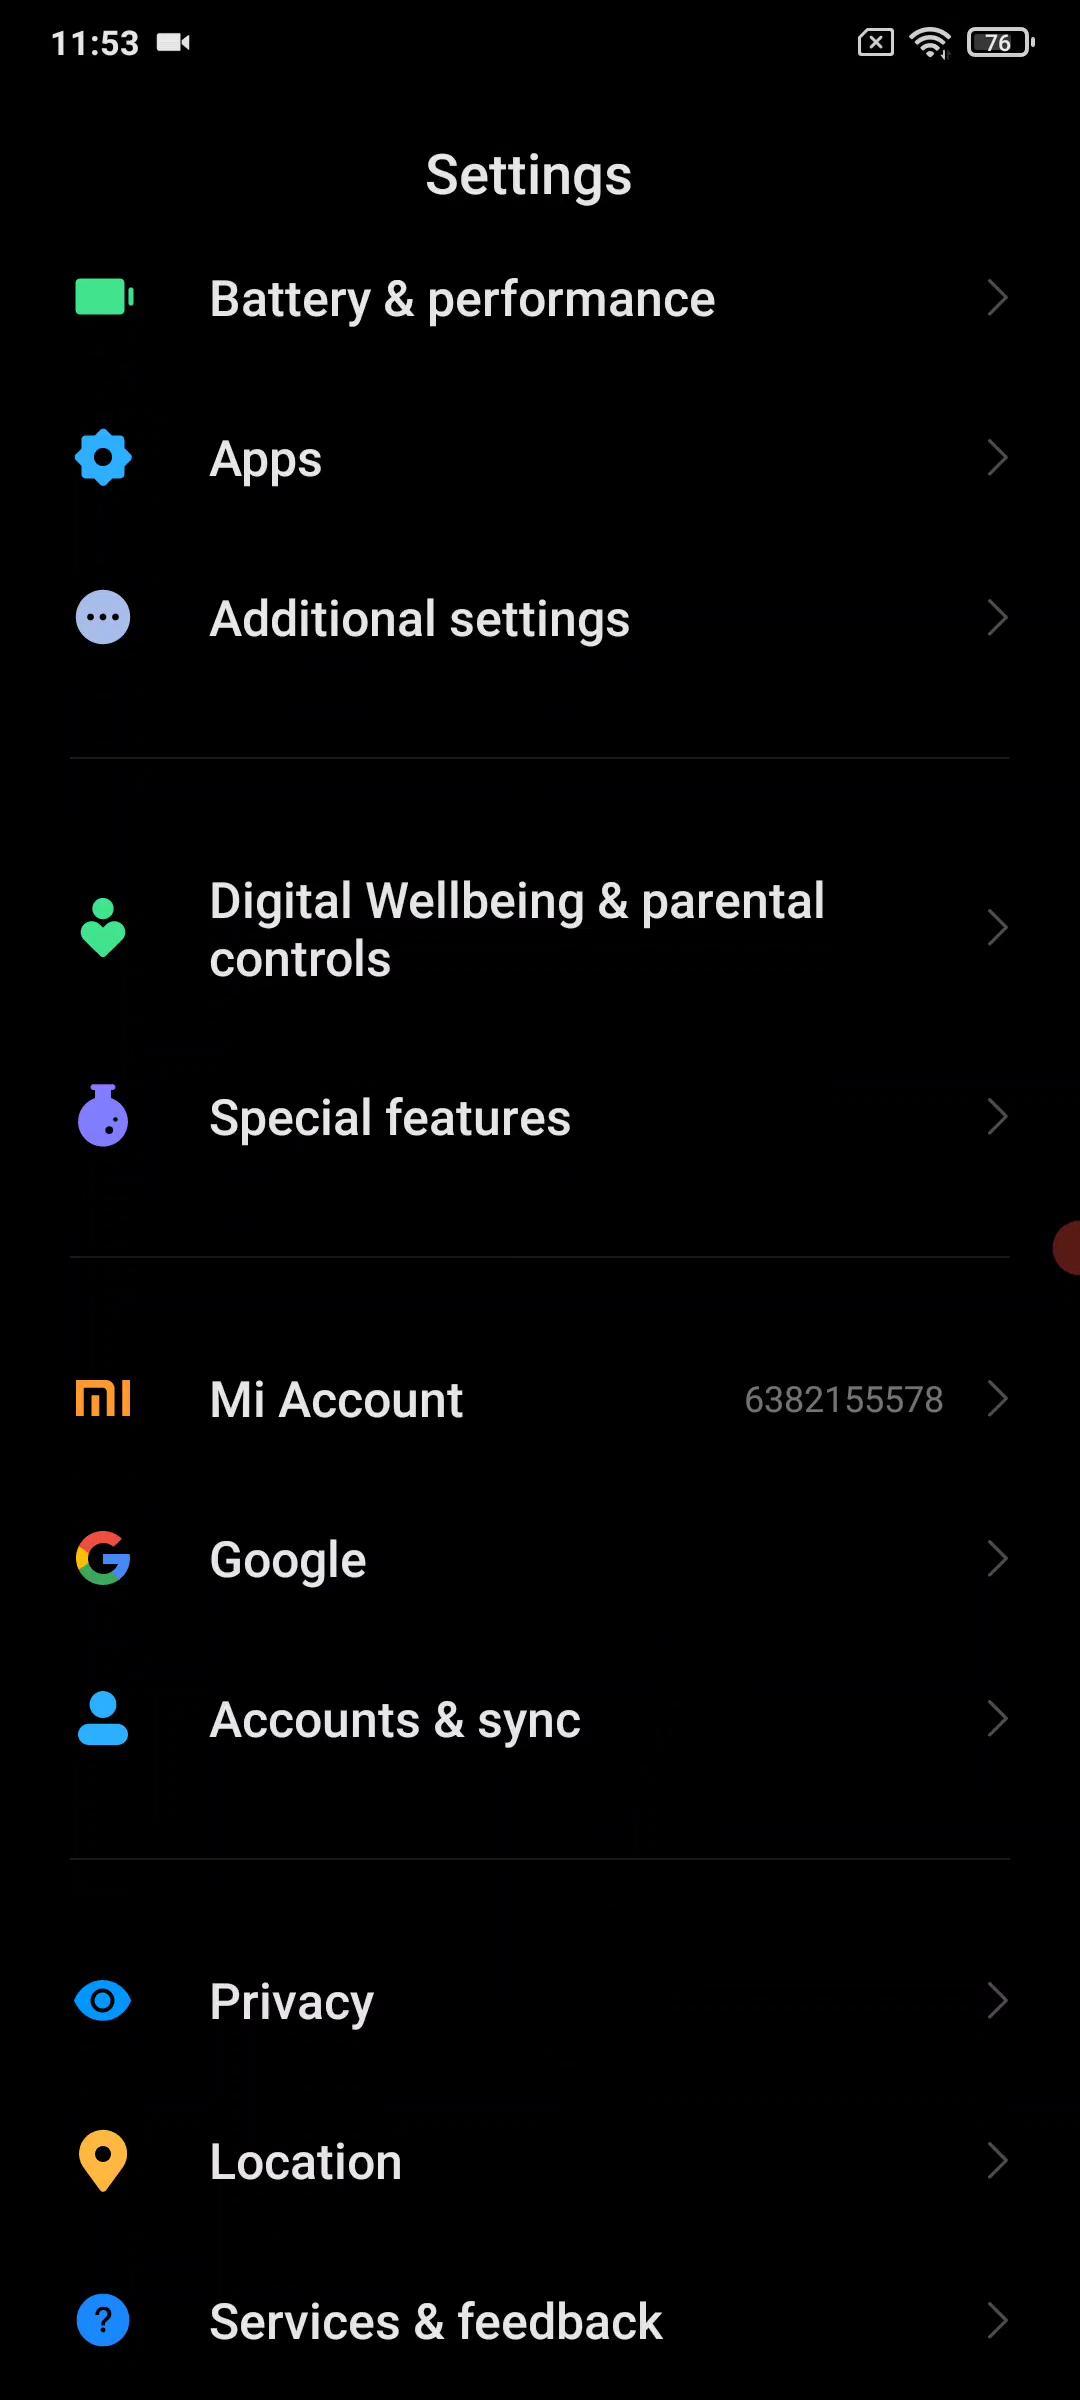 11:53
76
Settings
Battery & performance
Apps
Additional settings
Digital Wellbeing & parental
controls
Special features
Mi Account
6382155578
Google
Accounts & sync
Privacy
Location
Services & feedback